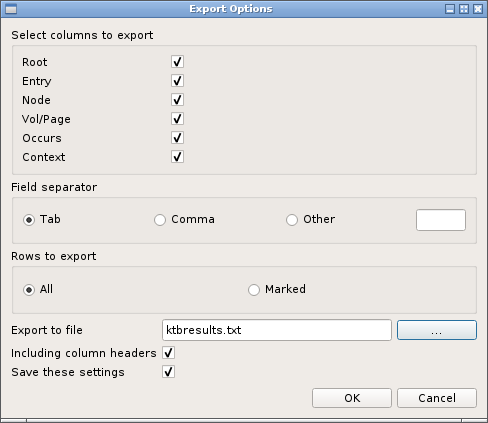 Export Options
Select columns to export
Root
Entry
Node
Vol/Page
Occurs
Context
Field separator
Tab Comma Other
Rows to export
All Marked
Export to file ktbresults.txt ...
Including column headers
Save these settings
OK Cancel